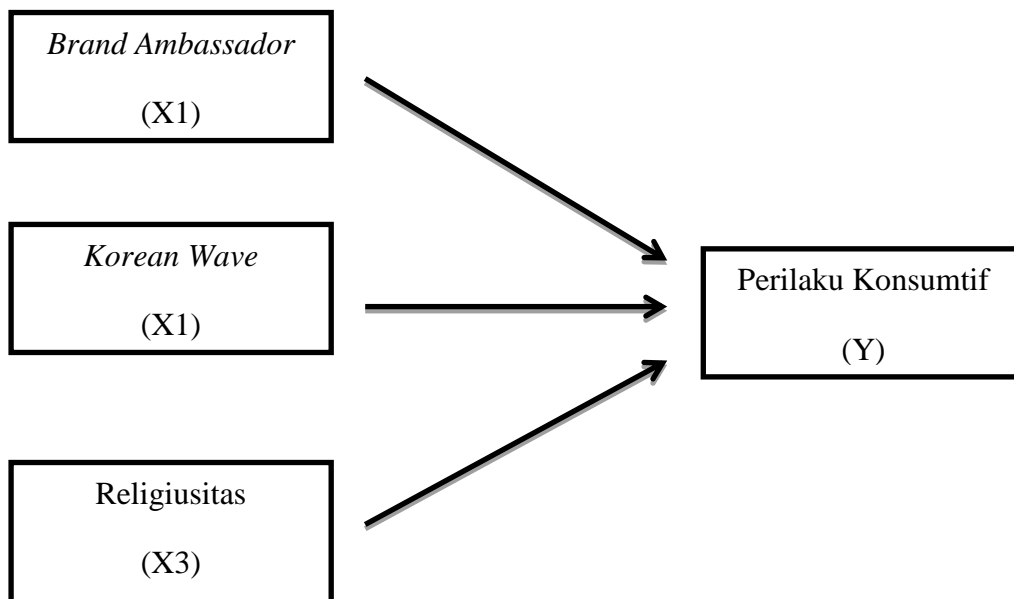 Brand Ambassador
(X1)
Korean Wave
(X1)
Perilaku Konsumtif
(Y)
Religiusitas
(X3)